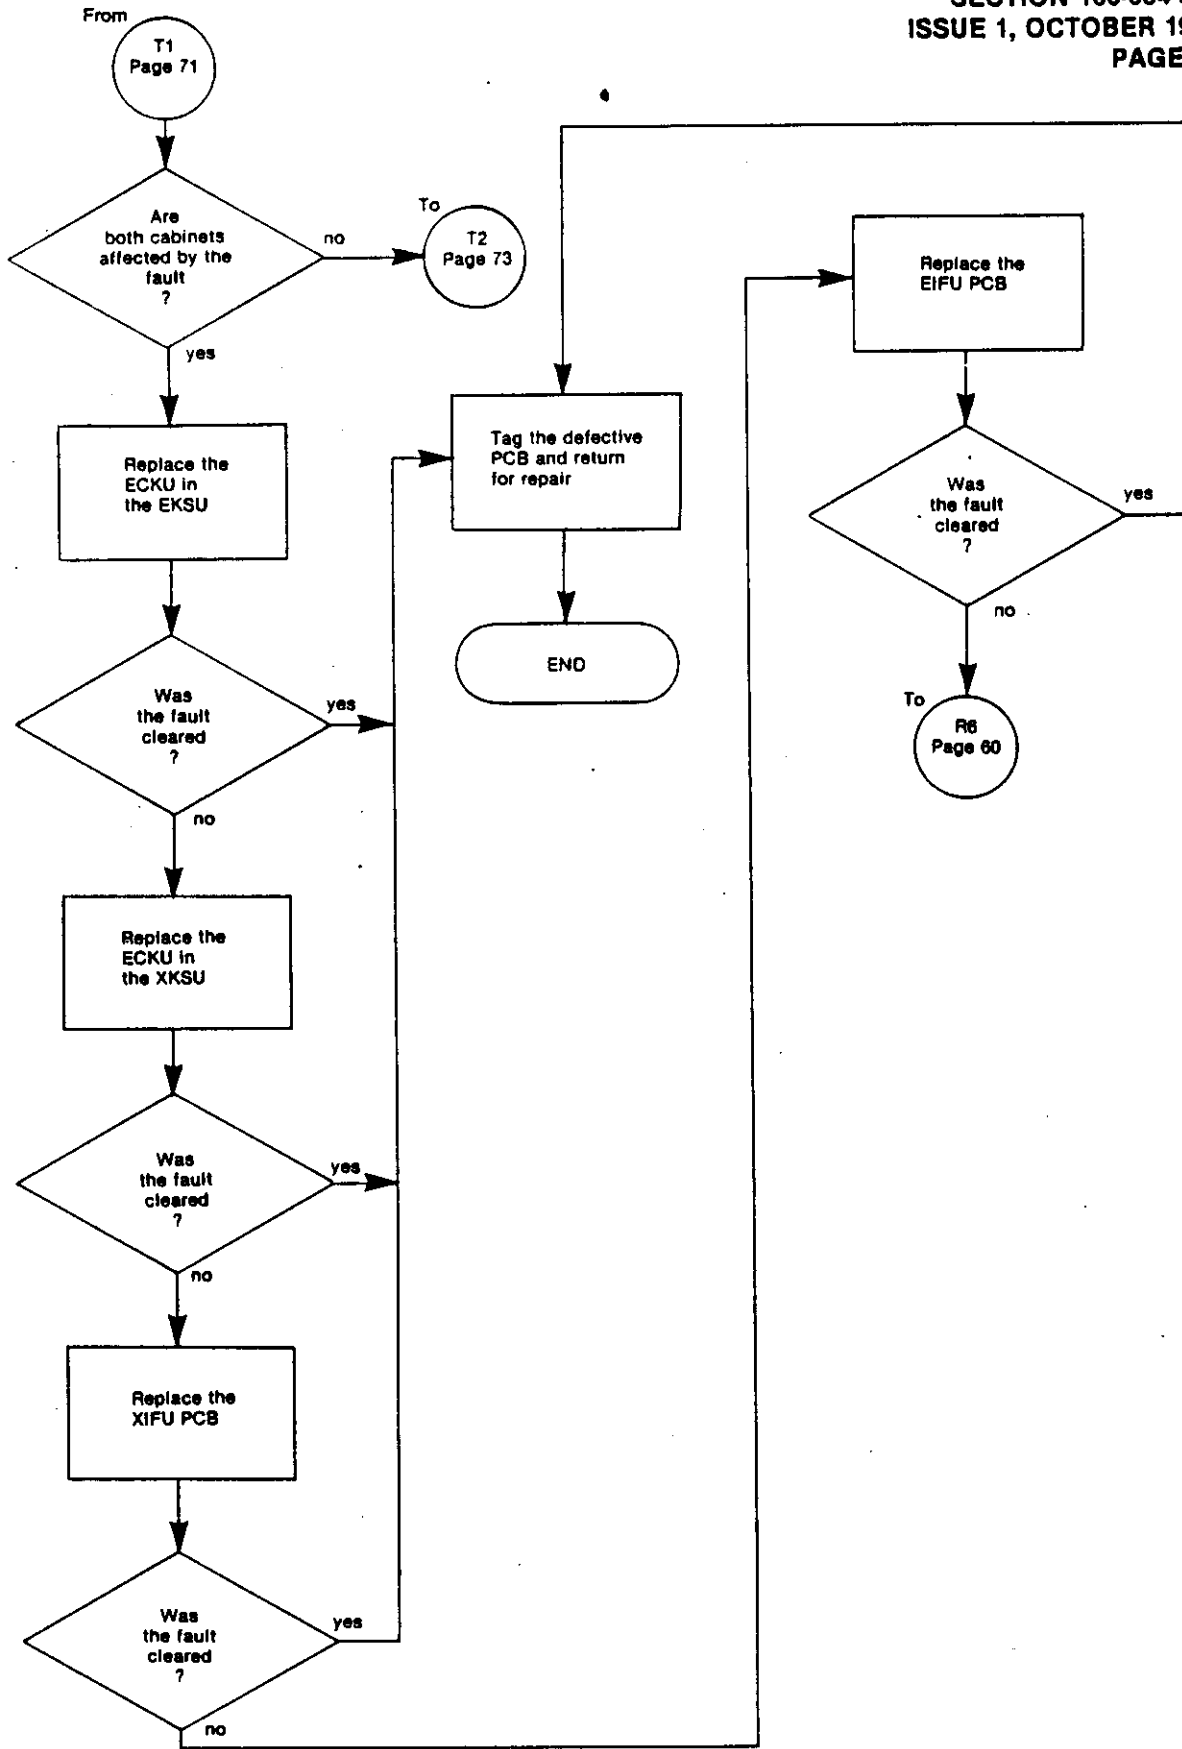 ISSUE 1, OCTOBER
PAGE
From
T1
Page 71
Are
both cabinets
affected by the
fault
?
no
To
T2
Page 73
yes
Replace the
ECKU in
the EKSU
Was
the fault
cleared
?
yes
no
Replace the
ECKU in
the XKSU
Was
the fault
cleared
?
yes
no
Replace the
XIFU PCB
Was
the fault
cleared
?
yes
no
Tag the defective
PCB and return
for repair
END
Replace the
EIFU PCB
Was
the fault
cleared
?
yes
no
To
R6
Page 60